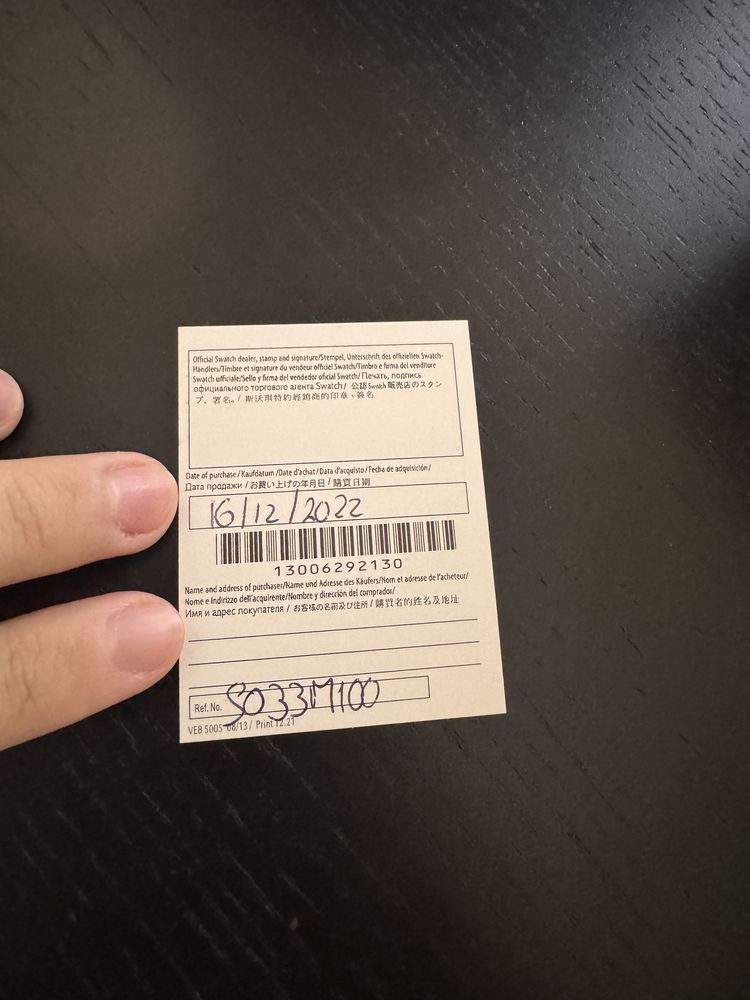 Official Swatch dealer, stamp and signature/Stempel, Unterschrift des offiziellen Swatch-
Händlers/Timbre et signature du vendeur officiel Swatch/Timbro e firma del venditore
Swatch ufficiale/Sello y firma del vendedor oficial Swatch/ Печать, подпись
официального торгового агента Swatch/ 公認 Swatch 販売店のスタン
プ、署名。/ 斯沃琪特約經銷商的印章、簽名
Date of purchase/Kaufdatum /Date d'achat/Data d'acquisto/Fecha de adquisición/
Дата продажи / お買い上げの年月日 / 購買日期
16/12/2022
13006292130
Name and address of purchaser/Name und Adresse des Käufers/Nom et adresse de l'acheteur/
Nome e indirizzo dell'acquirente/Nombre y dirección del comprador/
Имя и адрес покупателя / お客様の名前及び住所 / 購買者的姓名及地址
Ref. No. SO33M100
VEB 5005-08/13 / Print 12.21